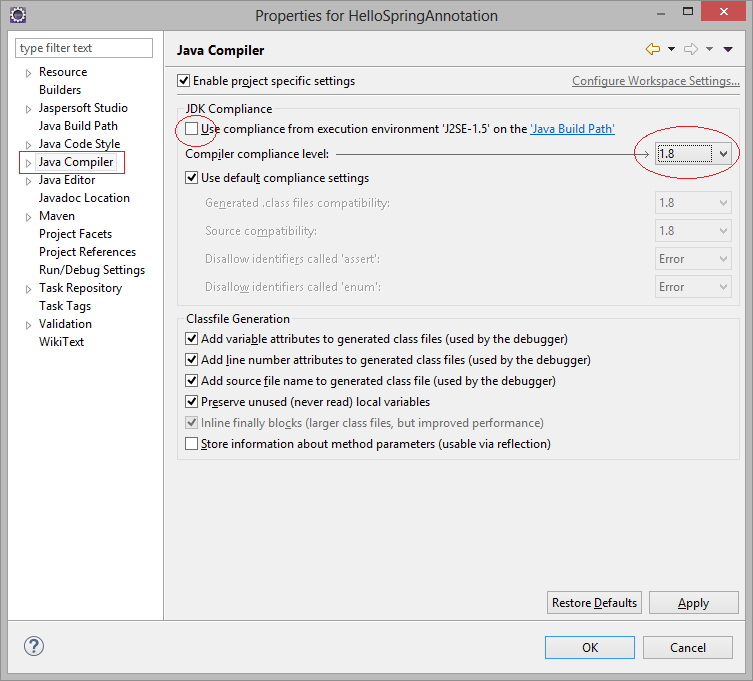 Properties for HelloSpringAnnotation
type filter text
Resource
Builders
Jaspersoft Studio
Java Build Path
Java Code Style
Java Compiler
Java Editor
Javadoc Location
Maven
Project Facets
Project References
Run/Debug Settings
Task Repository
Task Tags
Validation
WikiText
Java Compiler
Enable project specific settings
Configure Workspace Settings...
JDK Compliance
Use compliance from execution environment 'J2SE-1.5' on the 'Java Build Path'
Compiler compliance level: 1.8
Use default compliance settings
Generated .class files compatibility: 1.8
Source compatibility: 1.8
Disallow identifiers called 'assert': Error
Disallow identifiers called 'enum': Error
Classfile Generation
Add variable attributes to generated class files (used by the debugger)
Add line number attributes to generated class files (used by the debugger)
Add source file name to generated class file (used by the debugger)
Preserve unused (never read) local variables
Inline finally blocks (larger class files, but improved performance)
Store information about method parameters (usable via reflection)
Restore Defaults Apply
? OK Cancel